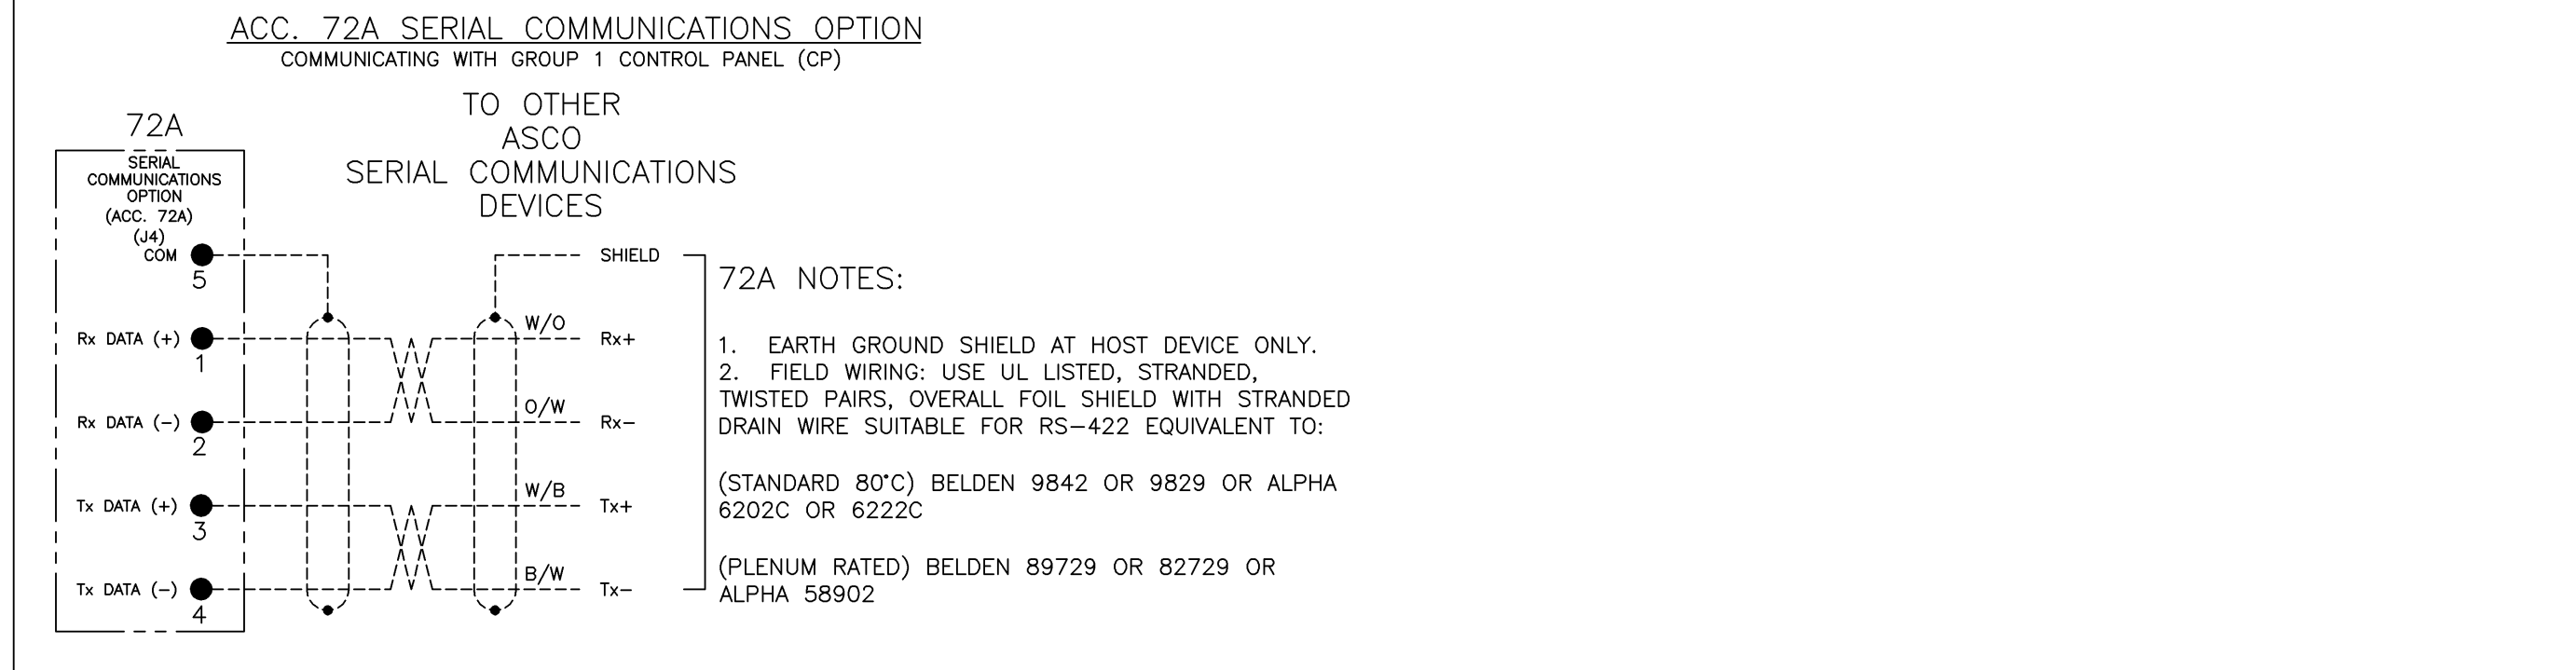 ACC. 72A SERIAL COMMUNICATIONS OPTION
COMMUNICATING WITH GROUP 1 CONTROL PANEL (CP)
TO OTHER
ASCO
SERIAL COMMUNICATIONS
DEVICES
72A
SERIAL
COMMUNICATIONS
OPTION
(ACC. 72A)
(J4)
COM
5
Rx DATA (+)
1
Rx DATA (-)
2
Tx DATA (+)
3
Tx DATA (-)
4
SHIELD
W/O
Rx+
O/W
Rx-
W/B
Tx+
B/W
Tx-
72A NOTES:
1. EARTH GROUND SHIELD AT HOST DEVICE ONLY.
2. FIELD WIRING: USE UL LISTED, STRANDED,
TWISTED PAIRS, OVERALL FOIL SHIELD WITH STRANDED
DRAIN WIRE SUITABLE FOR RS-422 EQUIVALENT TO:
(STANDARD 80°C) BELDEN 9842 OR 9829 OR ALPHA
6202C OR 6222C
(PLENUM RATED) BELDEN 89729 OR 82729 OR
ALPHA 58902